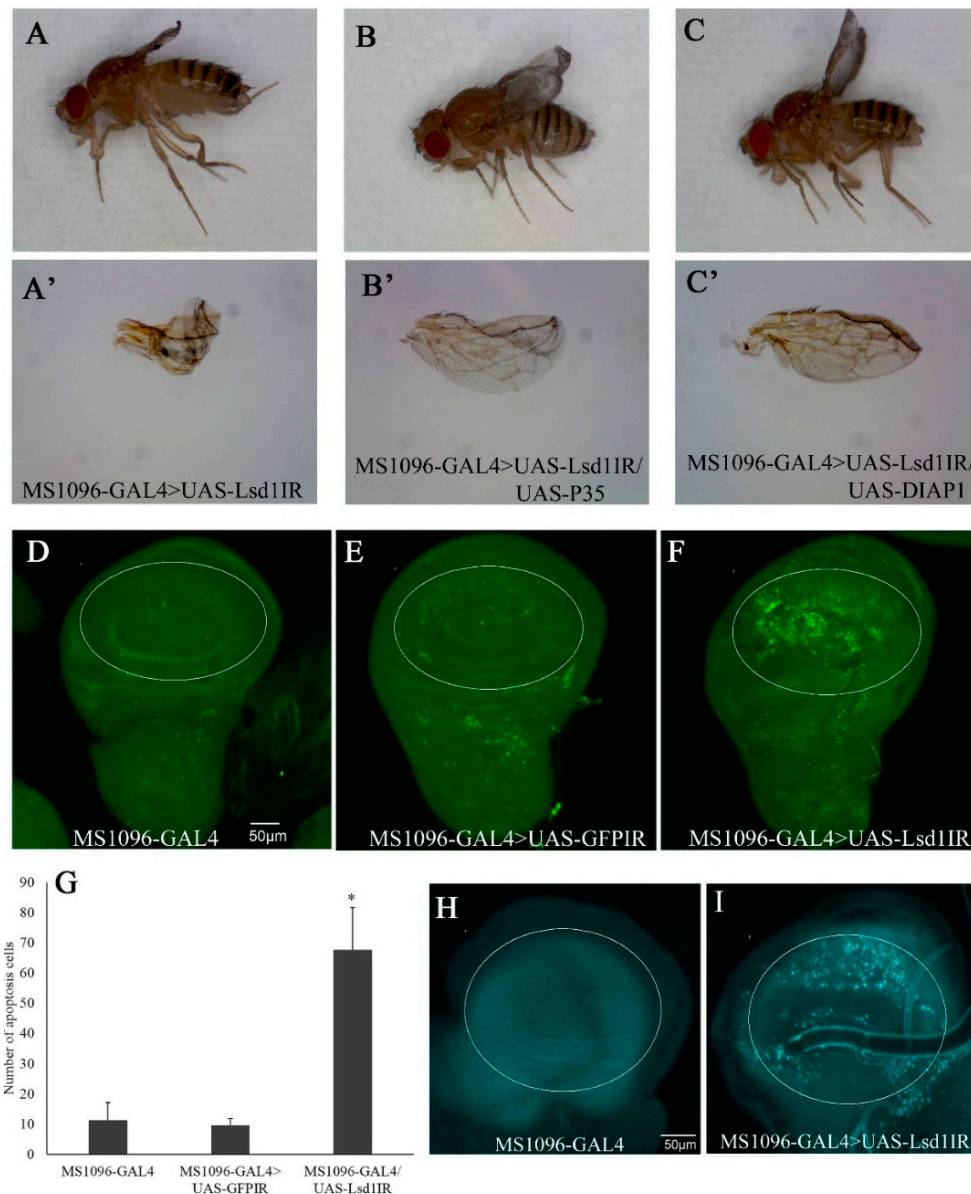 A
B
C
A’
B’
C’
MS1096-GAL4>UAS-Lsd1IR
MS1096-GAL4>UAS-Lsd1IR/
UAS-P35
MS1096-GAL4>UAS-Lsd1IR/
UAS-DIAP1
D
E
F
MS1096-GAL4
50µm
MS1096-GAL4>UAS-GFPIR
MS1096-GAL4>UAS-Lsd1IR
G
Number of apoptosis cells
90
80
70
60
50
40
30
20
10
0
*
MS1096-GAL4
MS1096-GAL4>
UAS-GFPIR
MS1096-GAL4/
UAS-Lsd1IR
H
I
MS1096-GAL4
50µm
MS1096-GAL4>UAS-Lsd1IR